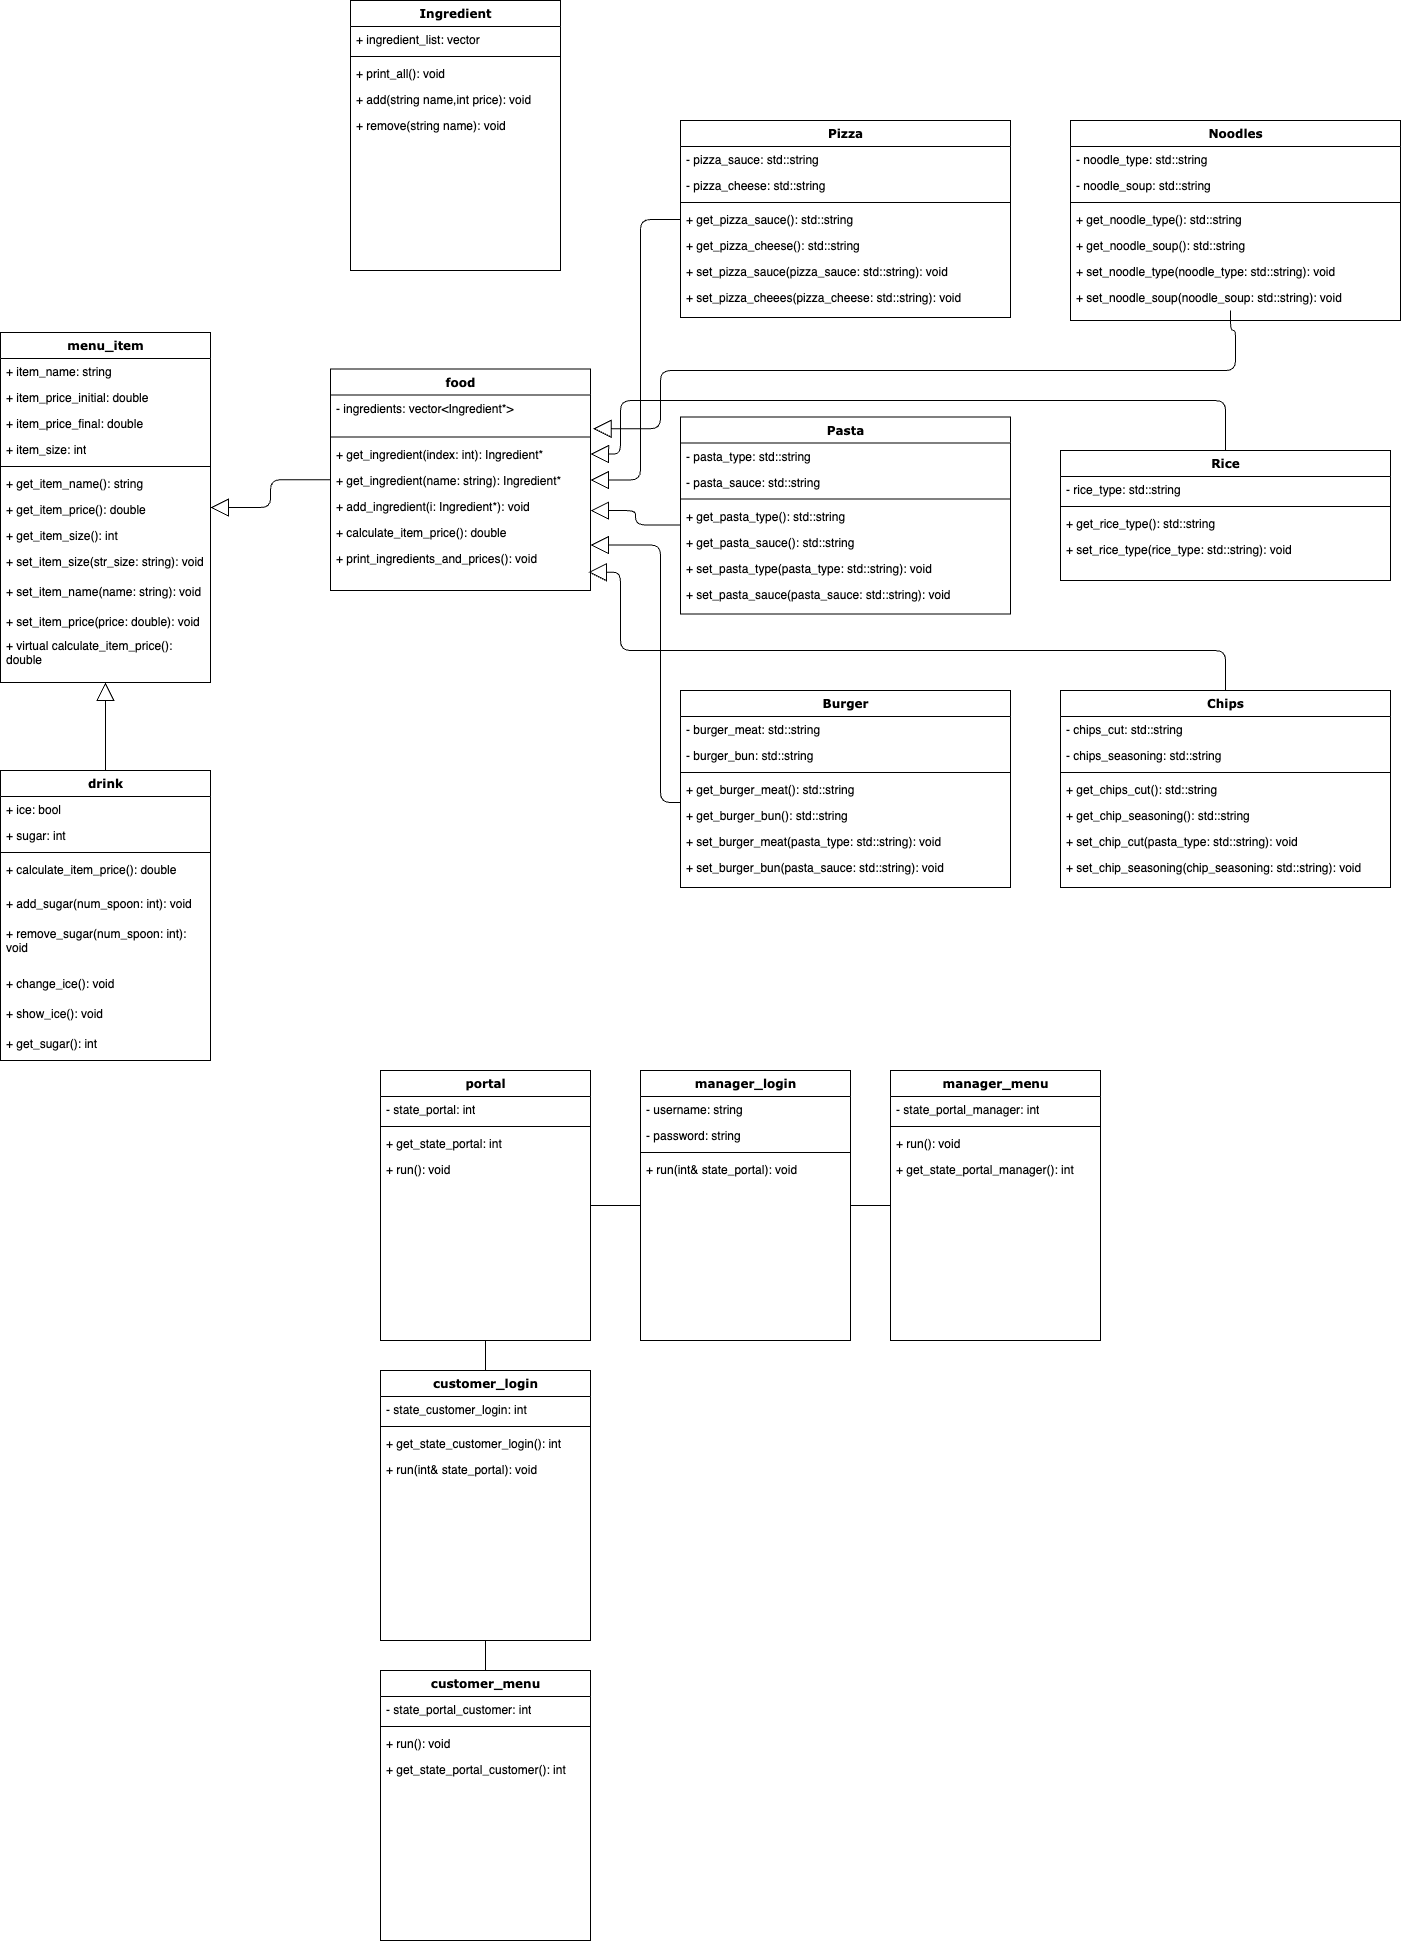 Ingredient
+ ingredient_list: vector
+ print_all(): void
+ add(string name,int price): void
+ remove(string name): void
Pizza
- pizza_sauce: std::string
- pizza_cheese: std::string
+ get_pizza_sauce(): std::string
+ get_pizza_cheese(): std::string
+ set_pizza_sauce(pizza_sauce: std::string): void
+ set_pizza_cheees(pizza_cheese: std::string): void
Noodles
- noodle_type: std::string
- noodle_soup: std::string
+ get_noodle_type(): std::string
+ get_noodle_soup(): std::string
+ set_noodle_type(noodle_type: std::string): void
+ set_noodle_soup(noodle_soup: std::string): void
menu_item
+ item_name: string
+ item_price_initial: double
+ item_price_final: double
+ item_size: int
+ get_item_name(): string
+ get_item_price(): double
+ get_item_size(): int
+ set_item_size(str_size: string): void
+ set_item_name(name: string): void
+ set_item_price(price: double): void
+ virtual calculate_item_price():
double
food
- ingredients: vector<Ingredient*>
+ get_ingredient(index: int): Ingredient*
+ get_ingredient(name: string): Ingredient*
+ add_ingredient(i: Ingredient*): void
+ calculate_item_price(): double
+ print_ingredients_and_prices(): void
Pasta
- pasta_type: std::string
- pasta_sauce: std::string
+ get_pasta_type(): std::string
+ get_pasta_sauce(): std::string
+ set_pasta_type(pasta_type: std::string): void
+ set_pasta_sauce(pasta_sauce: std::string): void
Rice
- rice_type: std::string
+ get_rice_type(): std::string
+ set_rice_type(rice_type: std::string): void
Burger
- burger_meat: std::string
- burger_bun: std::string
+ get_burger_meat(): std::string
+ get_burger_bun(): std::string
+ set_burger_meat(pasta_type: std::string): void
+ set_burger_bun(pasta_sauce: std::string): void
Chips
- chips_cut: std::string
- chips_seasoning: std::string
+ get_chips_cut(): std::string
+ get_chip_seasoning(): std::string
+ set_chip_cut(pasta_type: std::string): void
+ set_chip_seasoning(chip_seasoning: std::string): void
drink
+ ice: bool
+ sugar: int
+ calculate_item_price(): double
+ add_sugar(num_spoon: int): void
+ remove_sugar(num_spoon: int):
void
+ change_ice(): void
+ show_ice(): void
+ get_sugar(): int
portal
- state_portal: int
+ get_state_portal: int
+ run(): void
manager_login
- username: string
- password: string
+ run(int& state_portal): void
manager_menu
- state_portal_manager: int
+ run(): void
+ get_state_portal_manager(): int
customer_login
- state_customer_login: int
+ get_state_customer_login(): int
+ run(int& state_portal): void
customer_menu
- state_portal_customer: int
+ run(): void
+ get_state_portal_customer(): int